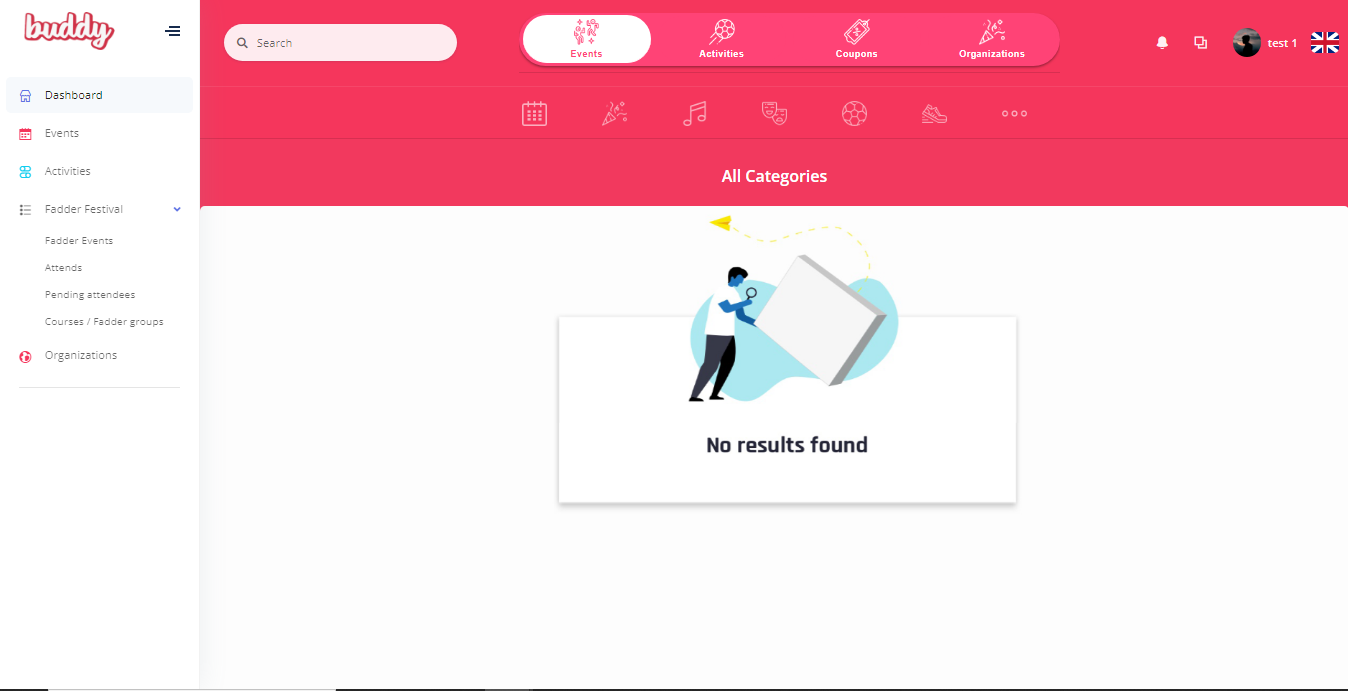 buddy
Dashboard
Events
Activities
Fadder Festival
Fadder Events
Attends
Pending attendees
Courses / Fadder groups
Organizations
Search
Events
Activities
Coupons
Organizations
test 1
All Categories
No results found